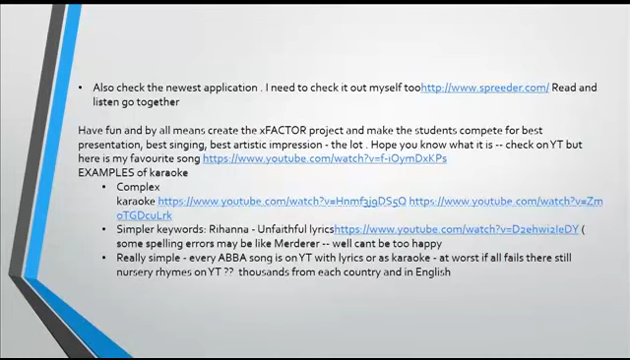 • Also check the newest application . I need to check it out myself toohttp://www.spreeder.com/ Read and
listen go together
Have fun and by all means create the xFACTOR project and make the students compete for best
presentation, best singing, best artistic impression - the lot . Hope you know what it is -- check on YT but
here is my favourite song https://www.youtube.com/watch?v=f-iOymDxKPs
EXAMPLES of karaoke
• Complex
karaoke https://www.youtube.com/watch?v=Hnmf3j9DS5Q https://www.youtube.com/watch?v=Zm
oTGDcuLrk
• Simpler keywords: Rihanna - Unfaithful lyricshttps://www.youtube.com/watch?v=D2ehwi2IeDY (
some spelling errors may be like Merderer -- well cant be too happy
• Really simple - every ABBA song is on YT with lyrics or as karaoke - at worst if all fails there still
nursery rhymes on YT ?? thousands from each country and in English